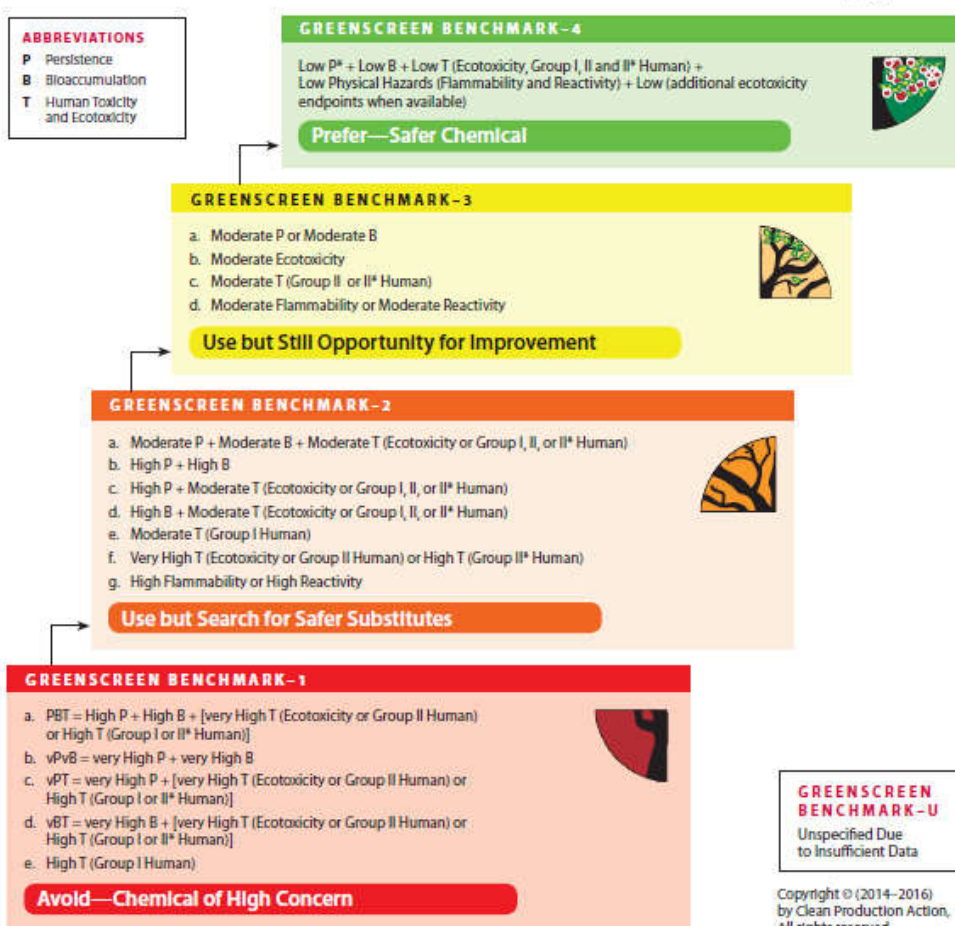 ABBREVIATIONS
P Persistence
B Bioaccumulation
T Human Toxicity
and Ecotoxicity
GREENSCREEN BENCHMARK–4
Low P* + Low B + Low T (Ecotoxicity, Group I, II and II* Human) +
Low Physical Hazards (Flammability and Reactivity) + Low (additional ecotoxicity
endpoints when available)
Prefer—Safer Chemical
GREENSCREEN BENCHMARK–3
a. Moderate P or Moderate B
b. Moderate Ecotoxicity
c. Moderate T (Group II or II* Human)
d. Moderate Flammability or Moderate Reactivity
Use but Still Opportunity for Improvement
GREENSCREEN BENCHMARK–2
a. Moderate P + Moderate B + Moderate T (Ecotoxicity or Group I, II, or II* Human)
b. High P + High B
c. High P + Moderate T (Ecotoxicity or Group I, II, or II* Human)
d. High B + Moderate T (Ecotoxicity or Group I, II, or II* Human)
e. Moderate T (Group I Human)
f. Very High T (Ecotoxicity or Group II Human) or High T (Group II* Human)
g. High Flammability or High Reactivity
Use but Search for Safer Substitutes
GREENSCREEN BENCHMARK–1
a. PBT = High P + High B + [very High T (Ecotoxicity or Group II Human)
or High T (Group I or II* Human)]
b. vPvB = very High P + very High B
c. vPT = very High P + [very High T (Ecotoxicity or Group II Human) or
High T (Group I or II* Human)]
d. vBT = very High B + [very High T (Ecotoxicity or Group II Human) or
High T (Group I or II* Human)]
e. High T (Group I Human)
Avoid—Chemical of High Concern
GREENSCREEN
BENCHMARK–U
Unspecified Due
to Insufficient Data
Copyright © (2014–2016)
by Clean Production Action,
All rights reserved